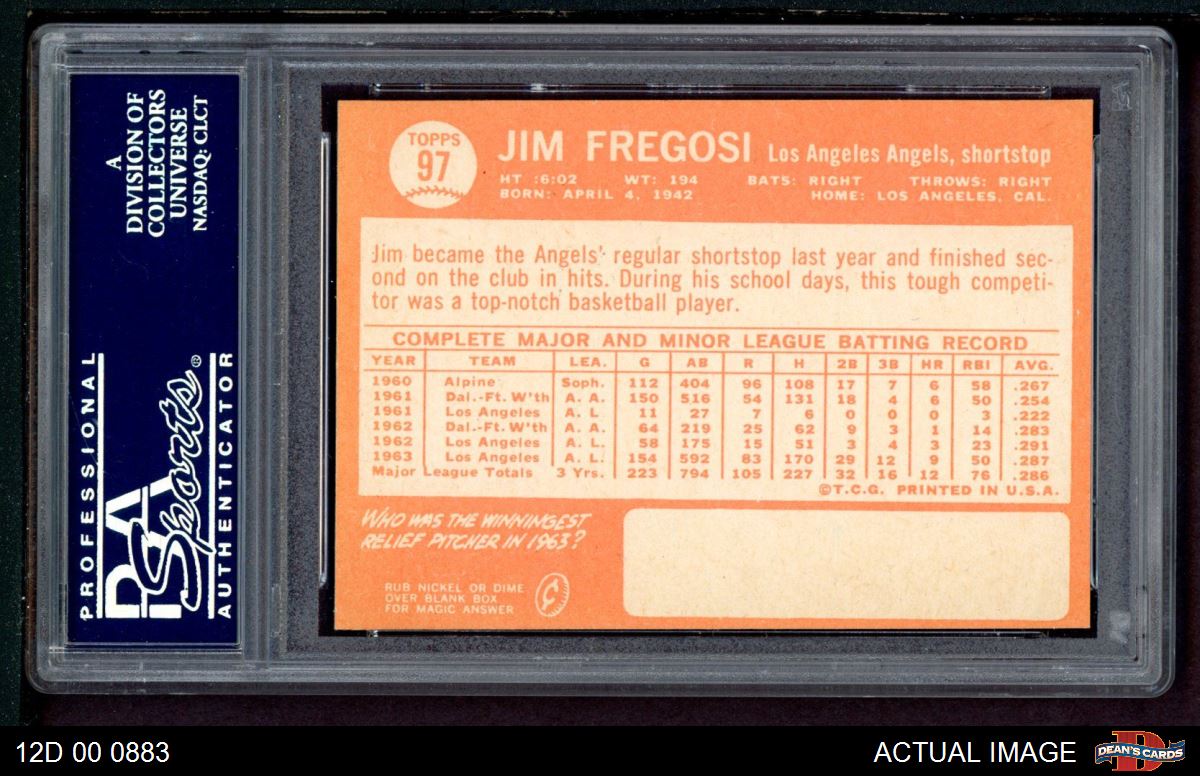 A
DIVISION OF
COLLECTORS
UNIVERSE
NASDAQ: CLCT
PROFESSIONAL
PSA
Sports®
AUTHENTICATOR
TOPPS
97
JIM FREGOSI Los Angeles Angels, shortstop
HT :6:02 WT: 194 BATS: RIGHT THROWS: RIGHT
BORN: APRIL 4, 1942 HOME: LOS ANGELES, CAL.
Jim became the Angels' regular shortstop last year and finished sec-
ond on the club in hits. During his school days, this tough competi-
tor was a top-notch basketball player.
COMPLETE MAJOR AND MINOR LEAGUE BATTING RECORD
YEAR TEAM LEA. G AB R H 2B 3B HR RBI AVG.
1960 Alpine Soph. 112 404 96 108 17 7 6 58 .267
1961 Dal.-Ft. W'th A. A. 150 516 54 131 18 4 6 50 .254
1961 Los Angeles A. L. 11 27 7 6 0 0 0 3 .222
1962 Dal.-Ft. W'th A. A. 64 219 25 62 9 3 1 14 .283
1962 Los Angeles A. L. 58 175 15 51 3 4 3 23 .291
1963 Los Angeles A. L. 154 592 83 170 29 12 9 50 .287
Major League Totals 3 Yrs. 223 794 105 227 32 16 12 76 .286
©T.C.G. PRINTED IN U.S.A.
WHO WAS THE WINNINGEST
RELIEF PITCHER IN 1963?
RUB NICKEL OR DIME
OVER BLANK BOX
FOR MAGIC ANSWER
¢
12D 00 0883
ACTUAL IMAGE
DEAN'S CARDS